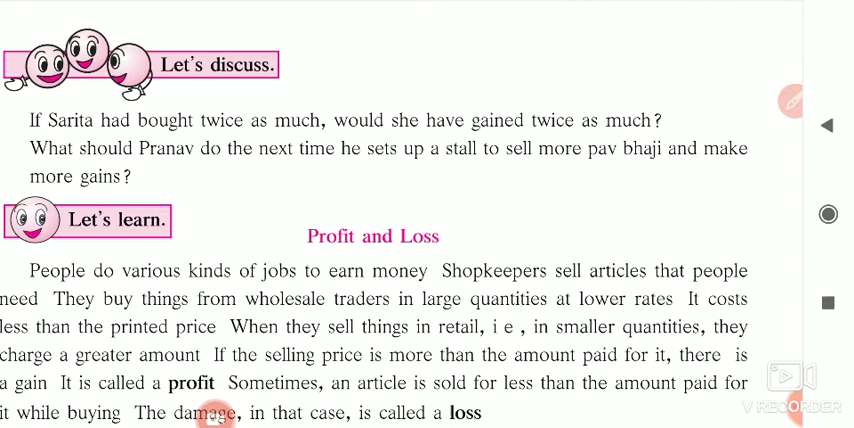 Let's discuss.
If Sarita had bought twice as much, would she have gained twice as much?
What should Pranav do the next time he sets up a stall to sell more pav bhaji and make
more gains?
Let's learn.
Profit and Loss
People do various kinds of jobs to earn money Shopkeepers sell articles that people
need They buy things from wholesale traders in large quantities at lower rates It costs
less than the printed price When they sell things in retail, i e , in smaller quantities, they
charge a greater amount If the selling price is more than the amount paid for it, there is
a gain It is called a profit Sometimes, an article is sold for less than the amount paid for
it while buying The damage, in that case, is called a loss
V RECORDER